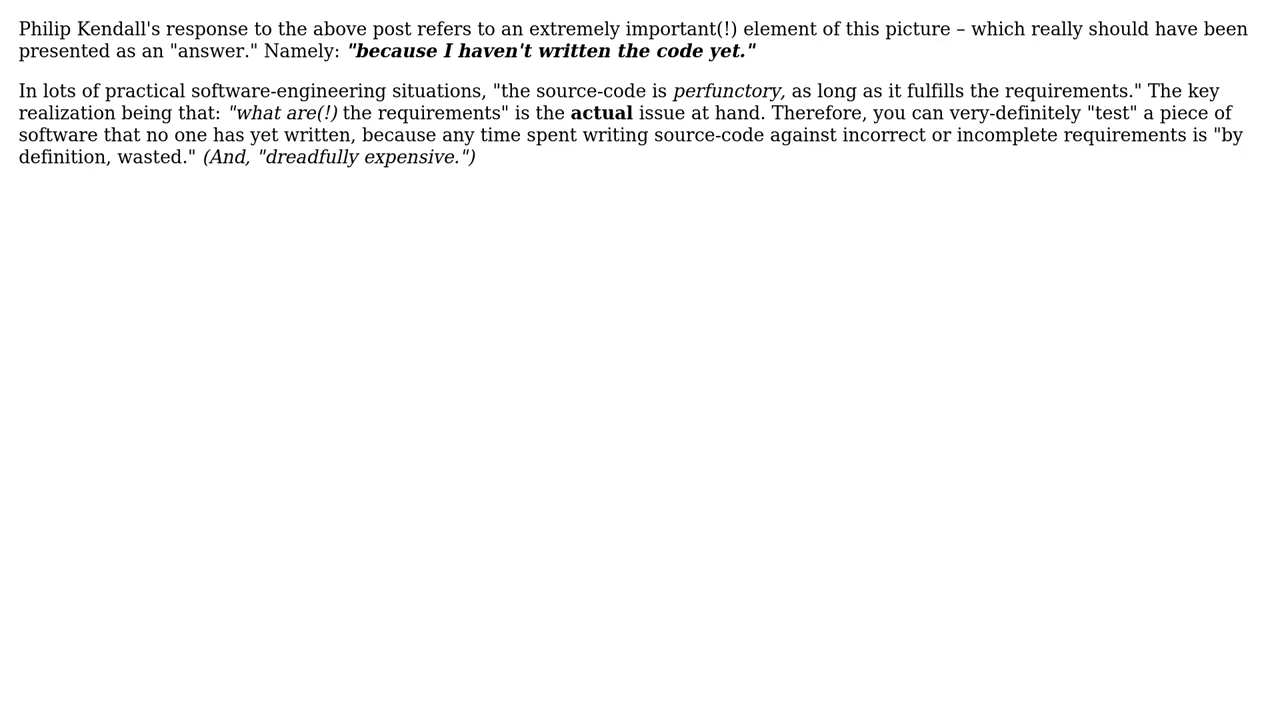 Philip Kendall's response to the above post refers to an extremely important(!) element of this picture – which really should have been
presented as an "answer." Namely: "because I haven't written the code yet."
In lots of practical software-engineering situations, "the source-code is perfunctory, as long as it fulfills the requirements." The key
realization being that: "what are(!) the requirements" is the actual issue at hand. Therefore, you can very-definitely "test" a piece of
software that no one has yet written, because any time spent writing source-code against incorrect or incomplete requirements is "by
definition, wasted." (And, "dreadfully expensive.")